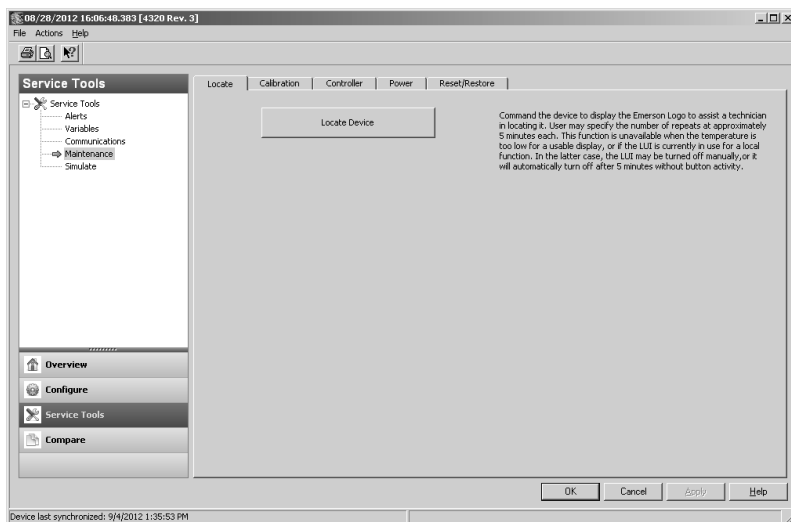 08/28/2012 16:06:48.383 [4320 Rev. 3]
File Actions Help
Service Tools
Service Tools
Alerts
Variables
Communications
Maintenance
Simulate
Overview
Configure
Service Tools
Compare
Locate Calibration Controller Power Reset/Restore
Locate Device
Command the device to display the Emerson Logo to assist a technician
in locating it. User may specify the number of repeats at approximately
5 minutes each. This function is unavailable when the temperature is
too low for a usable display, or if the LUI is currently in use for a local
function. In the latter case, the LUI may be turned off manually,or it
will automatically turn off after 5 minutes without button activity.
OK Cancel Apply Help
Device last synchronized: 9/4/2012 1:35:53 PM